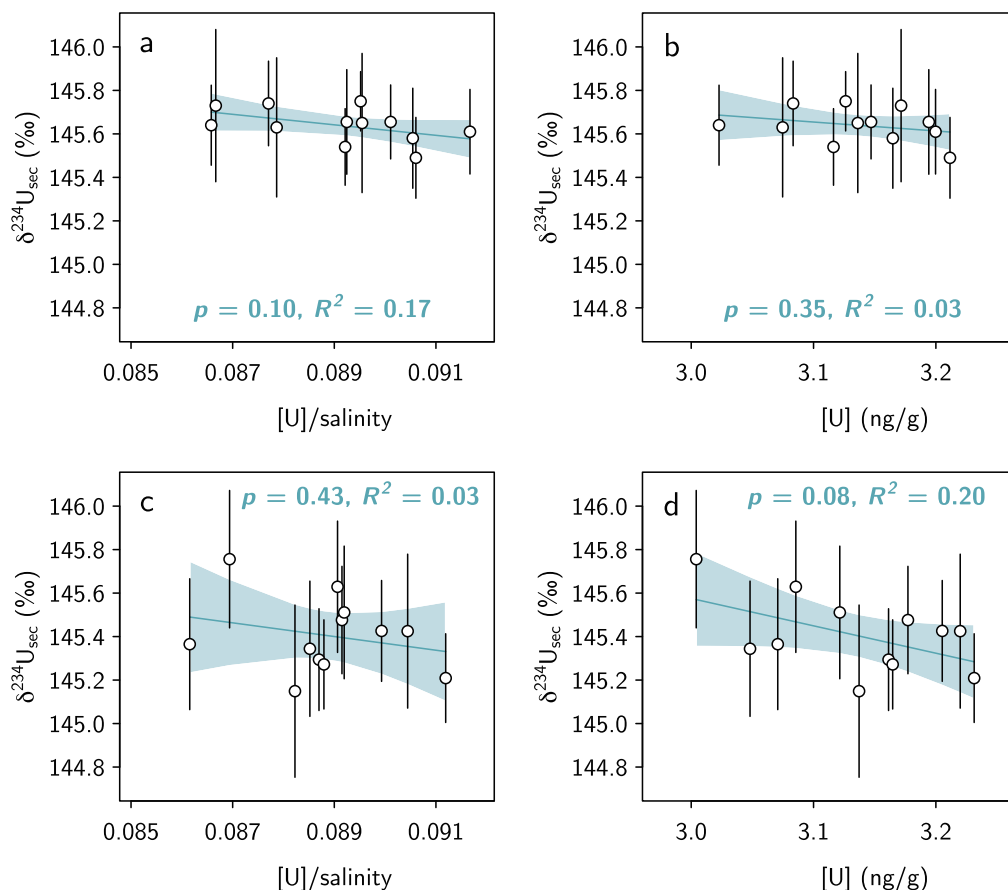 a
146.0
145.8
145.6
145.4
145.2
145.0
144.8
δ²³⁴U_sec (‰)
p = 0.10, R² = 0.17
0.085
0.087
0.089
0.091
[U]/salinity
b
146.0
145.8
145.6
145.4
145.2
145.0
144.8
δ²³⁴U_sec (‰)
p = 0.35, R² = 0.03
3.0
3.1
3.2
[U] (ng/g)
c
p = 0.43, R² = 0.03
146.0
145.8
145.6
145.4
145.2
145.0
144.8
δ²³⁴U_sec (‰)
0.085
0.087
0.089
0.091
[U]/salinity
d
p = 0.08, R² = 0.20
146.0
145.8
145.6
145.4
145.2
145.0
144.8
δ²³⁴U_sec (‰)
3.0
3.1
3.2
[U] (ng/g)